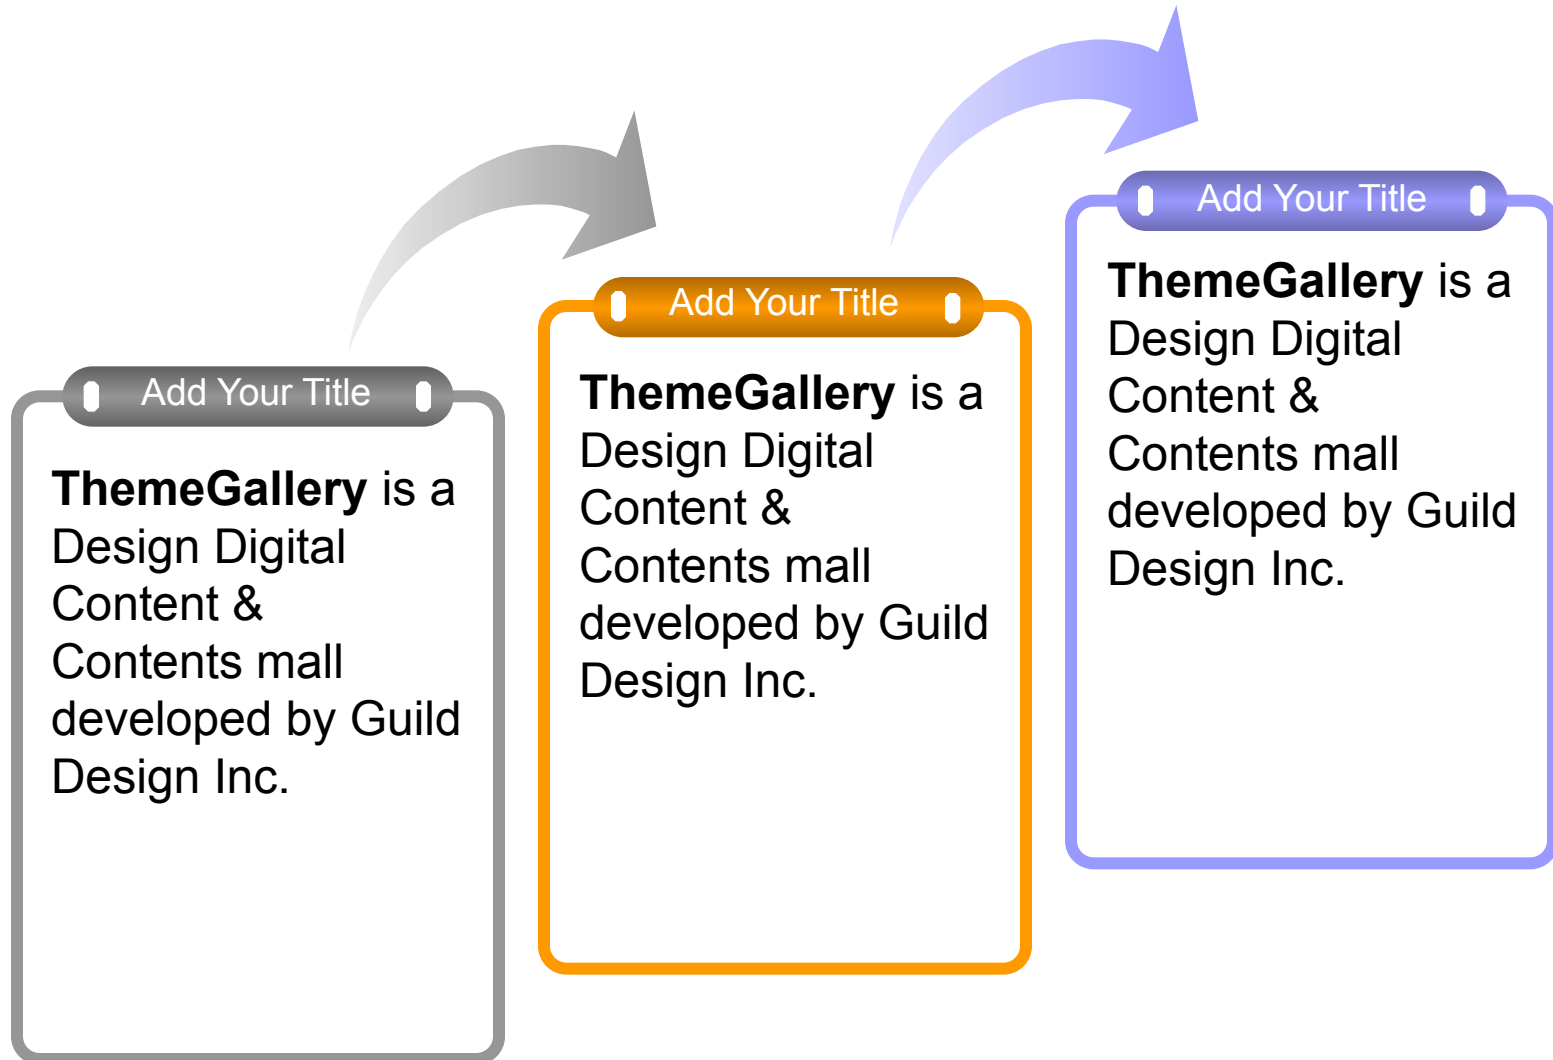 Add Your Title
ThemeGallery is a
Design Digital
Content &
Contents mall
developed by Guild
Design Inc.
Add Your Title
ThemeGallery is a
Design Digital
Content &
Contents mall
developed by Guild
Design Inc.
Add Your Title
ThemeGallery is a
Design Digital
Content &
Contents mall
developed by Guild
Design Inc.